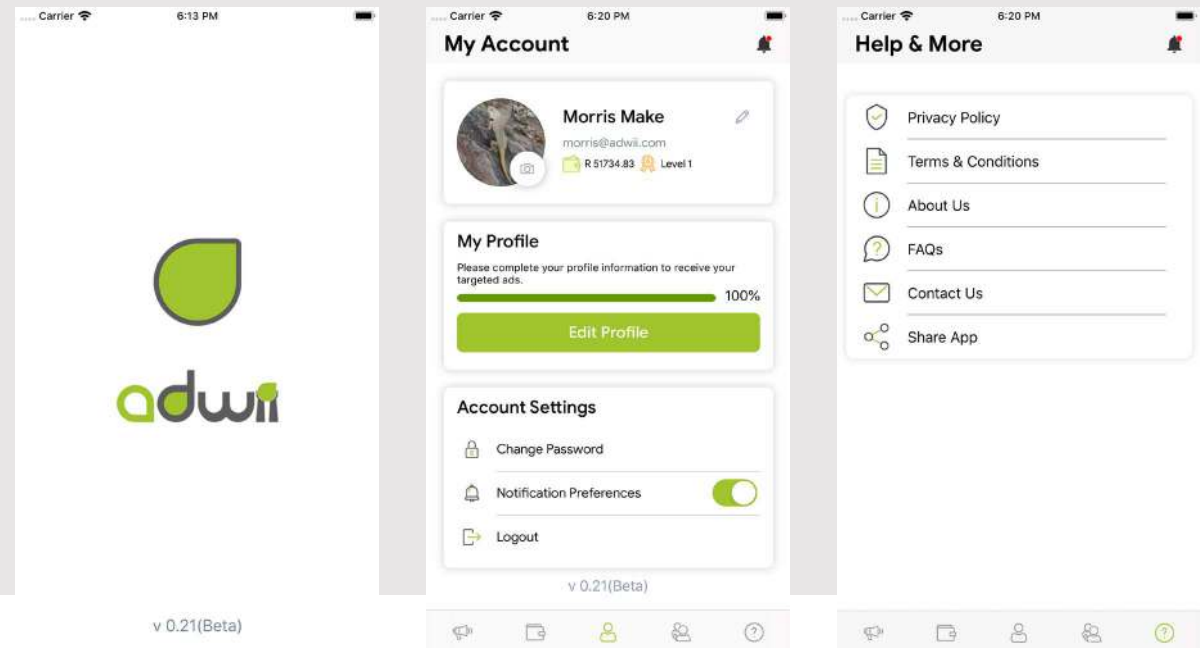 Carrier 6:13 PM
adwii
v 0.21(Beta)
Carrier 6:20 PM
My Account
Morris Make
morris@adwii.com
R 51734.83 Level 1
My Profile
Please complete your profile information to receive your
targeted ads.
100%
Edit Profile
Account Settings
Change Password
Notification Preferences
Logout
v 0.21(Beta)
Carrier 6:20 PM
Help & More
Privacy Policy
Terms & Conditions
About Us
FAQs
Contact Us
Share App